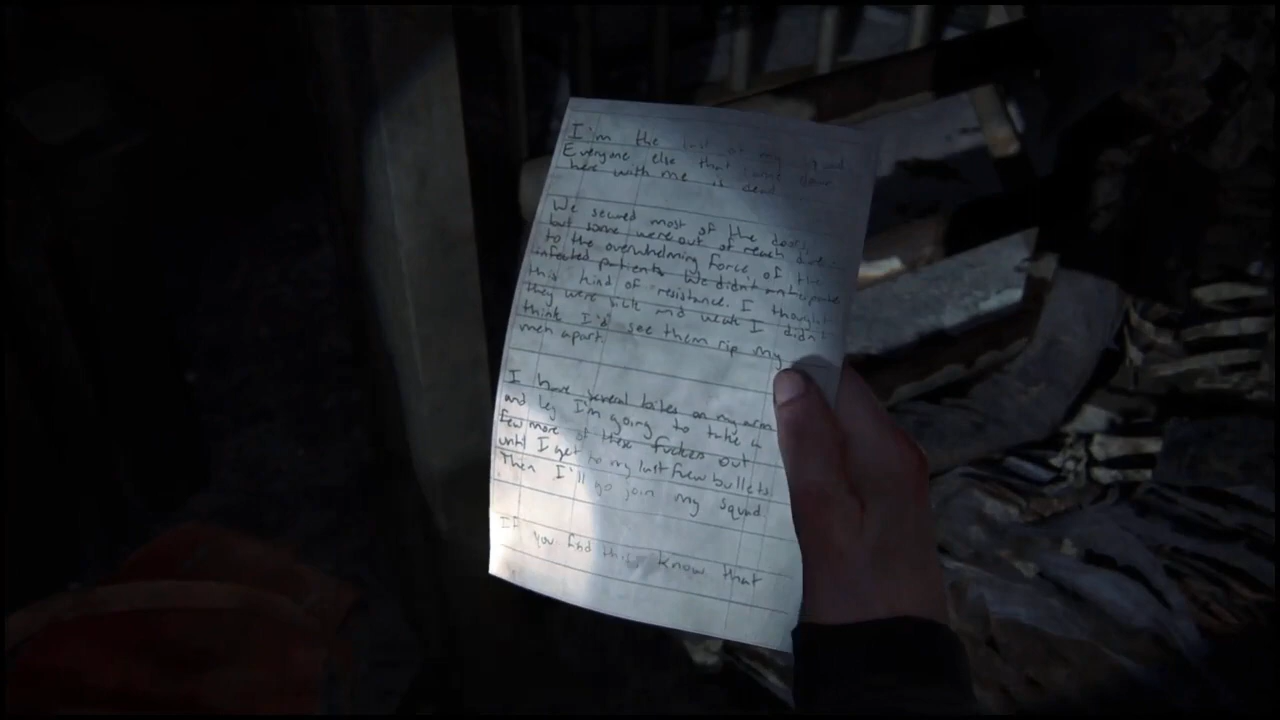 I'm the last of my squad
Everyone else that came down
here with me is dead
We secured most of the doors,
but some were out of reach due
to the overwhelming force of the
infected patients. We didn't anticipate
this kind of resistance. I thought
they were sick and weak I didn't
think I'd see them rip my
men apart.
I have several bites on my arm
and leg I'm going to take a
few more of these fuckers out
until I get to my last few bullets.
Then I'll go join my squad
If you find this, know that